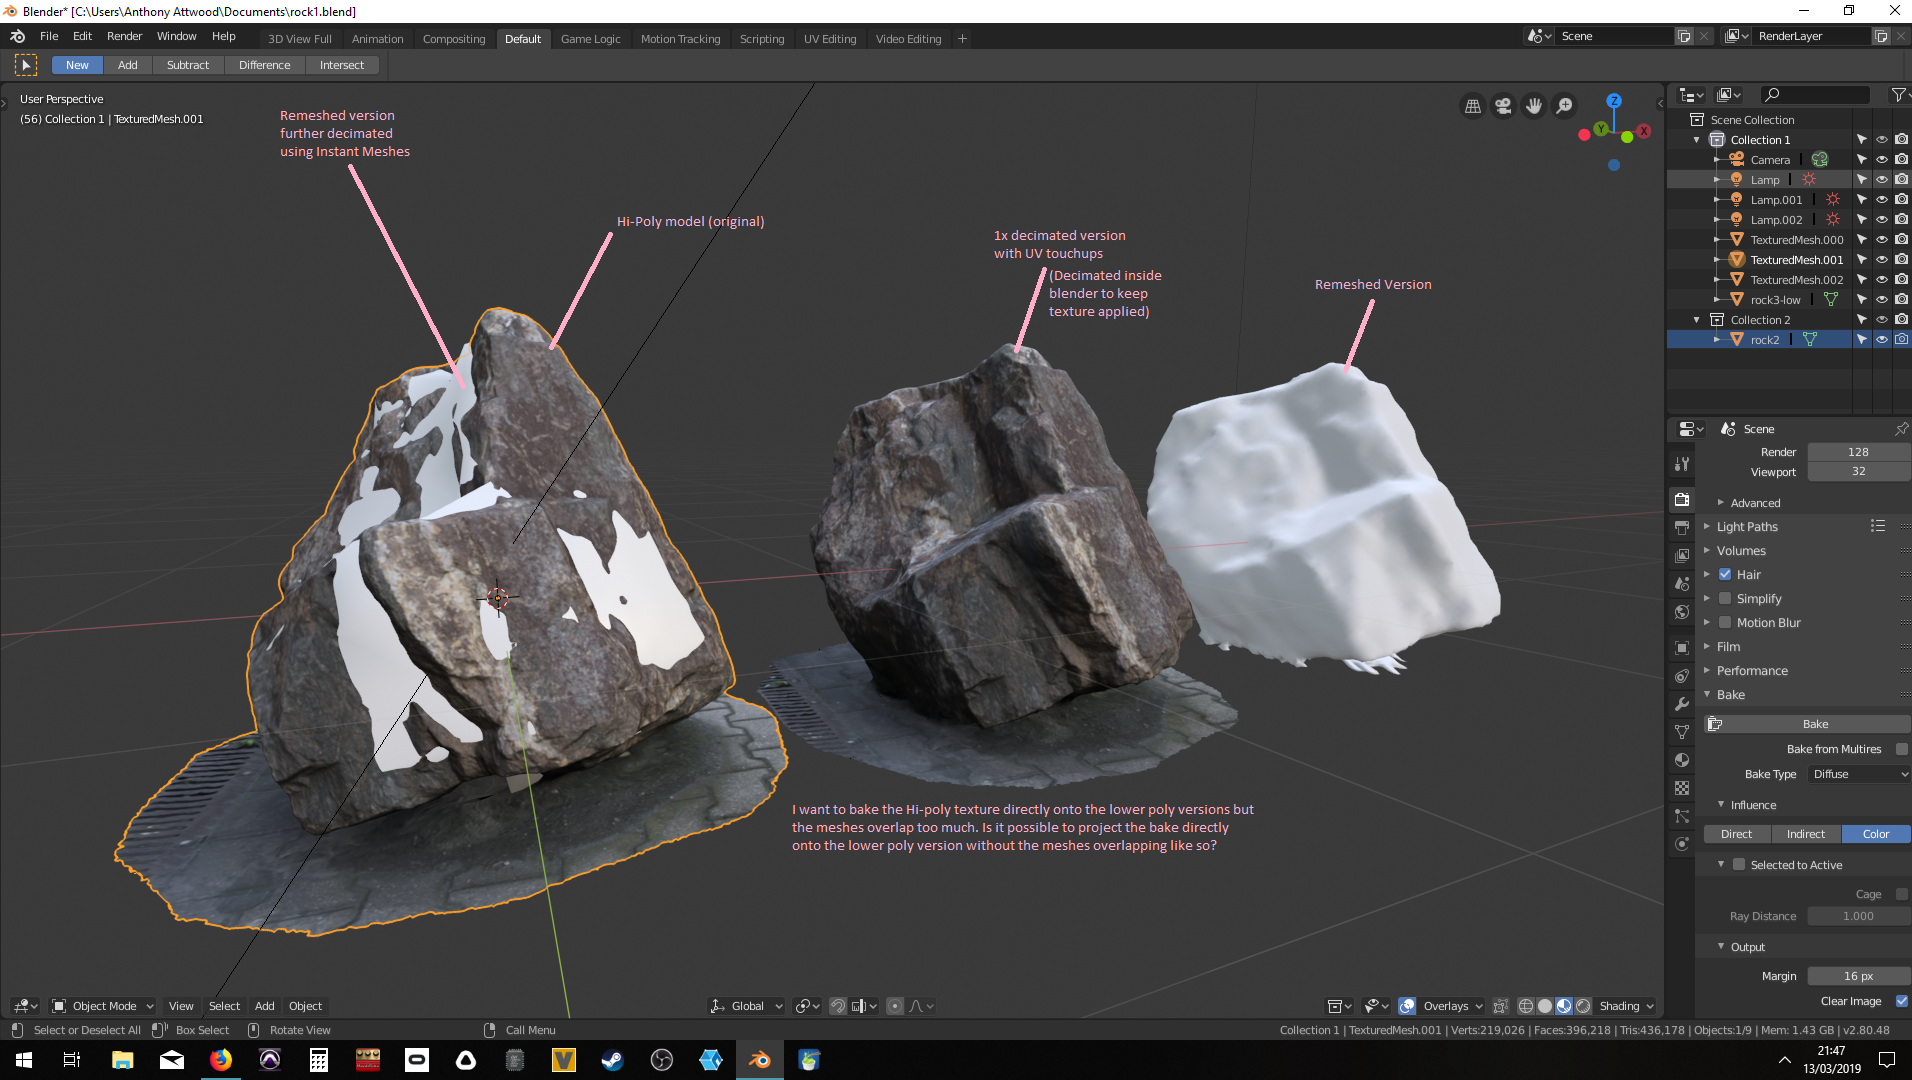 Blender* [C:\Users\Anthony Attwood\Documents\rock1.blend]
File Edit Render Window Help
3D View Full Animation Compositing Default Game Logic Motion Tracking Scripting UV Editing Video Editing +
Scene
RenderLayer
New Add Subtract Difference Intersect
User Perspective
(56) Collection 1 | TexturedMesh.001
Remeshed version
further decimated
using Instant Meshes
Hi-Poly model (original)
1x decimated version
with UV touchups
(Decimated inside
blender to keep
texture applied)
Remeshed Version
I want to bake the Hi-poly texture directly onto the lower poly versions but
the meshes overlap too much. Is it possible to project the bake directly
onto the lower poly version without the meshes overlapping like so?
Z
Y
X
Scene Collection
Collection 1
Camera
Lamp
Lamp.001
Lamp.002
TexturedMesh.000
TexturedMesh.001
TexturedMesh.002
rock3-low
Collection 2
rock2
Scene
Render 128
Viewport 32
Advanced
Light Paths
Volumes
Hair
Simplify
Motion Blur
Film
Performance
Bake
Bake
Bake from Multires
Bake Type Diffuse
Influence
Direct Indirect Color
Selected to Active
Cage
Ray Distance 1.000
Output
Margin 16 px
Clear Image
Object Mode View Select Add Object
Global
Overlays
Shading
Select or Deselect All Box Select Rotate View Call Menu
Collection 1 | TexturedMesh.001 | Verts:219,026 | Faces:396,218 | Tris:436,178 | Objects:1/9 | Mem: 1.43 GB | v2.80.48
21:47
13/03/2019